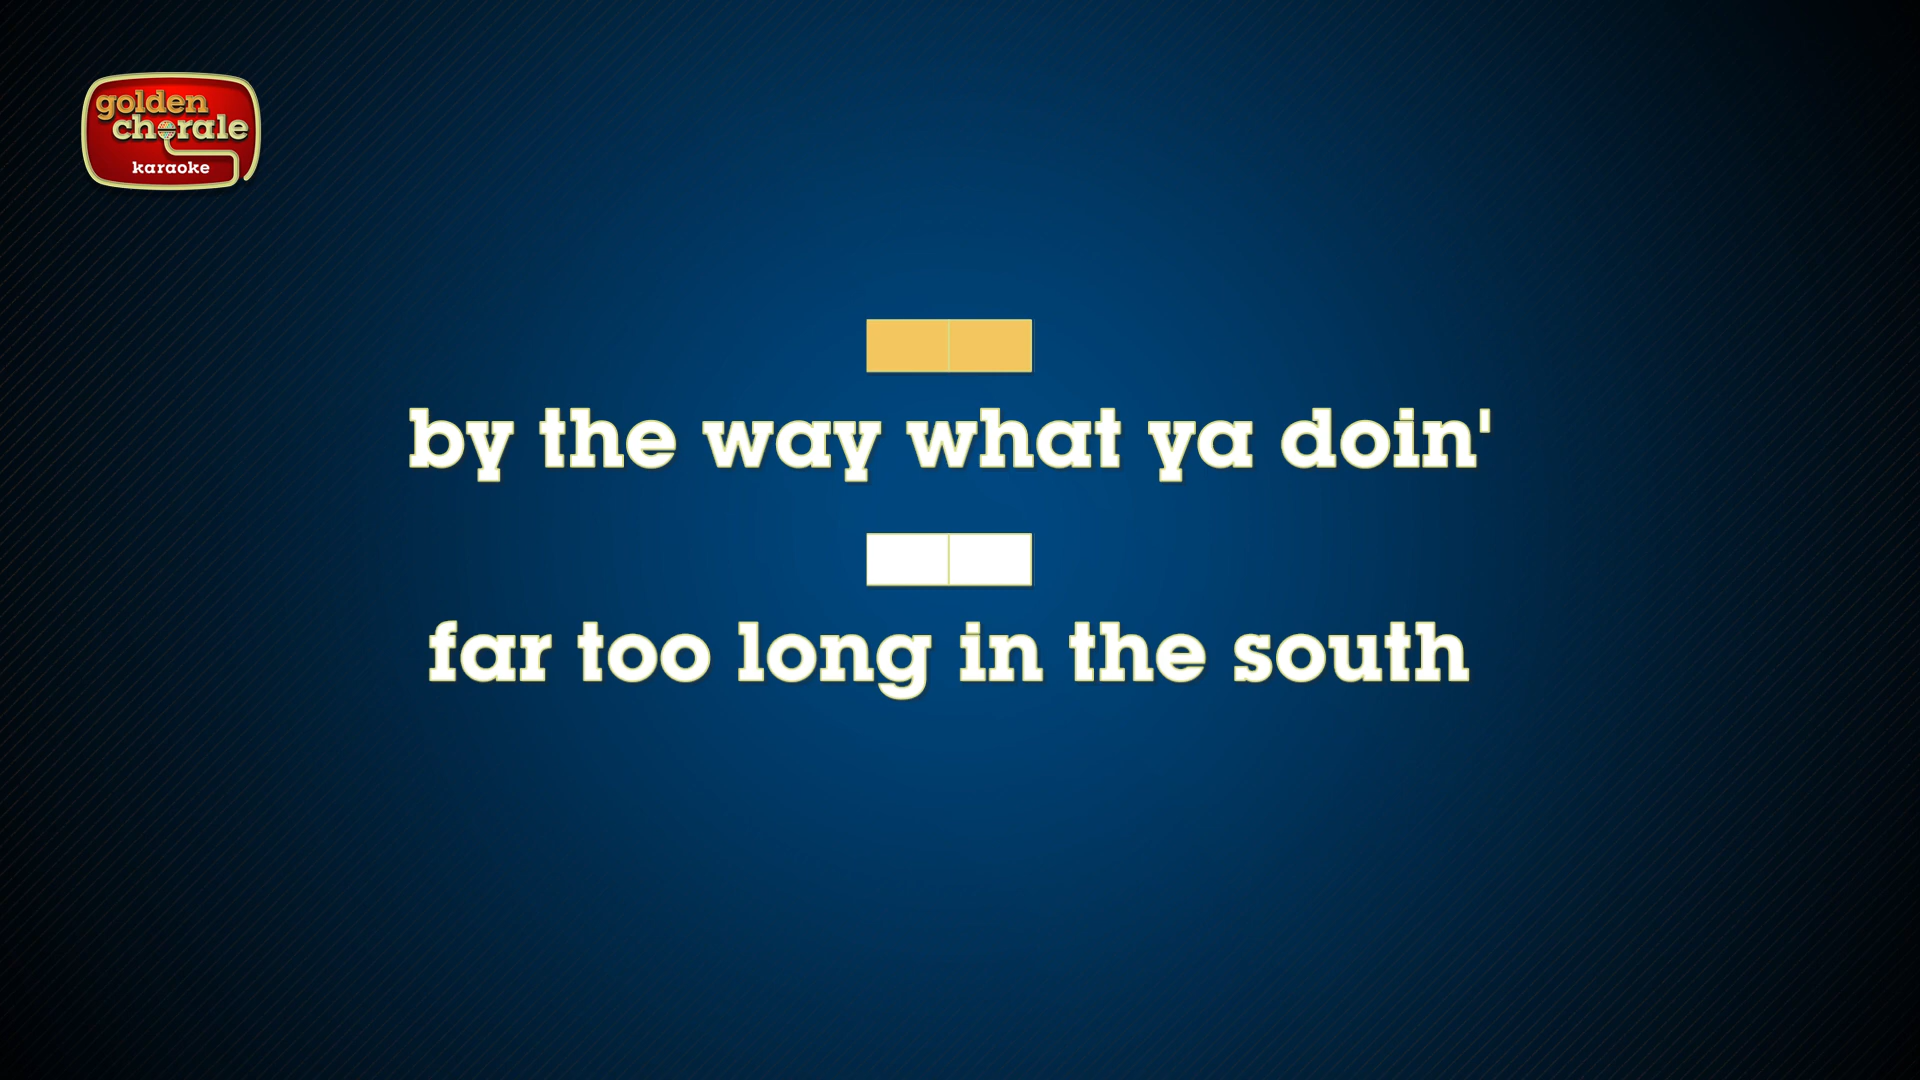 golden
chorale
karaoke
by the way what ya doin'
far too long in the south